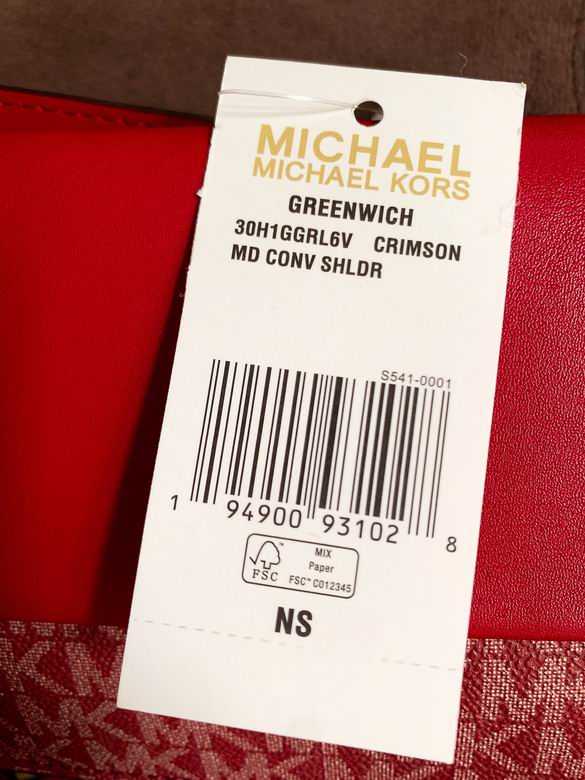 MICHAEL
MICHAEL KORS
GREENWICH
30H1GGRL6V CRIMSON
MD CONV SHLDR
S541-0001
1 94900 93102 8
FSC™
MIX
Paper
FSC™ C012345
NS